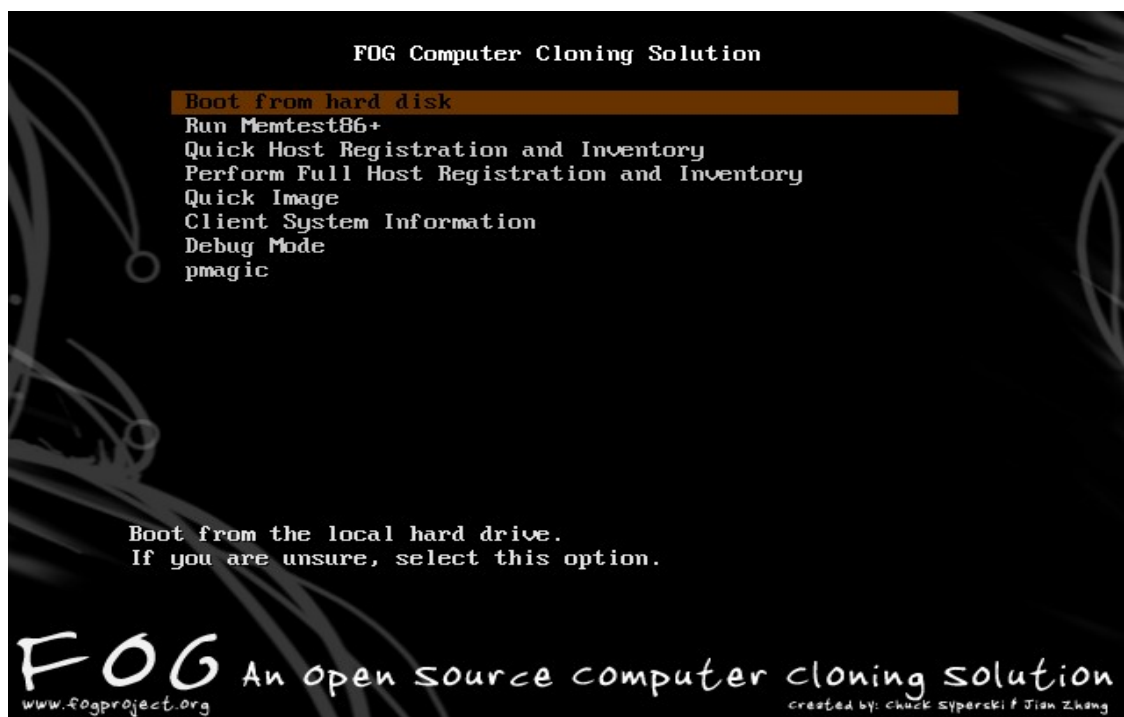 FOG Computer Cloning Solution
Boot from hard disk
Run Memtest86+
Quick Host Registration and Inventory
Perform Full Host Registration and Inventory
Quick Image
Client System Information
Debug Mode
pmagic
Boot from the local hard drive.
If you are unsure, select this option.
FOG An open source computer cloning solution
www.fogproject.org
created by: Chuck Syperski & Jian Zhang